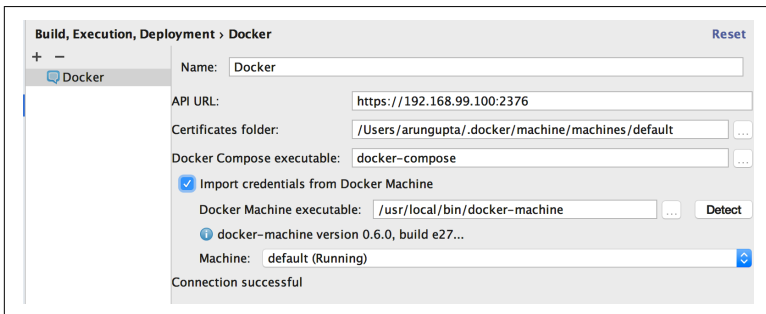 Build, Execution, Deployment › Docker Reset
+ −
Docker
Name: Docker
API URL: https://192.168.99.100:2376
Certificates folder: /Users/arungupta/.docker/machine/machines/default ...
Docker Compose executable: docker-compose ...
Import credentials from Docker Machine
Docker Machine executable: /usr/local/bin/docker-machine ... Detect
docker-machine version 0.6.0, build e27...
Machine: default (Running)
Connection successful